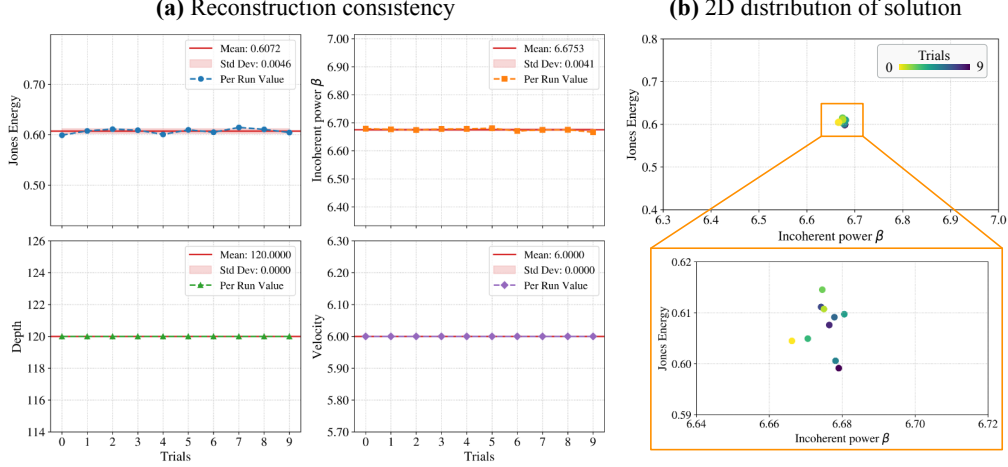 (a) Reconstruction consistency
Jones Energy
0.70
0.60
0.50
Mean: 0.6072
Std Dev: 0.0046
Per Run Value
Incoherent power β
7.00
6.90
6.80
6.70
6.60
6.50
6.40
Mean: 6.6753
Std Dev: 0.0041
Per Run Value
Depth
126
124
122
120
118
116
114
Mean: 120.0000
Std Dev: 0.0000
Per Run Value
0 1 2 3 4 5 6 7 8 9
Trials
Velocity
6.30
6.20
6.10
6.00
5.90
5.80
5.70
Mean: 6.0000
Std Dev: 0.0000
Per Run Value
0 1 2 3 4 5 6 7 8 9
Trials
(b) 2D distribution of solution
Jones Energy
0.8
0.7
0.6
0.5
0.4
Trials
0 9
6.3 6.4 6.5 6.6 6.7 6.8 6.9 7.0
Incoherent power β
Jones Energy
0.62
0.61
0.60
0.59
6.64 6.66 6.68 6.70 6.72
Incoherent power β